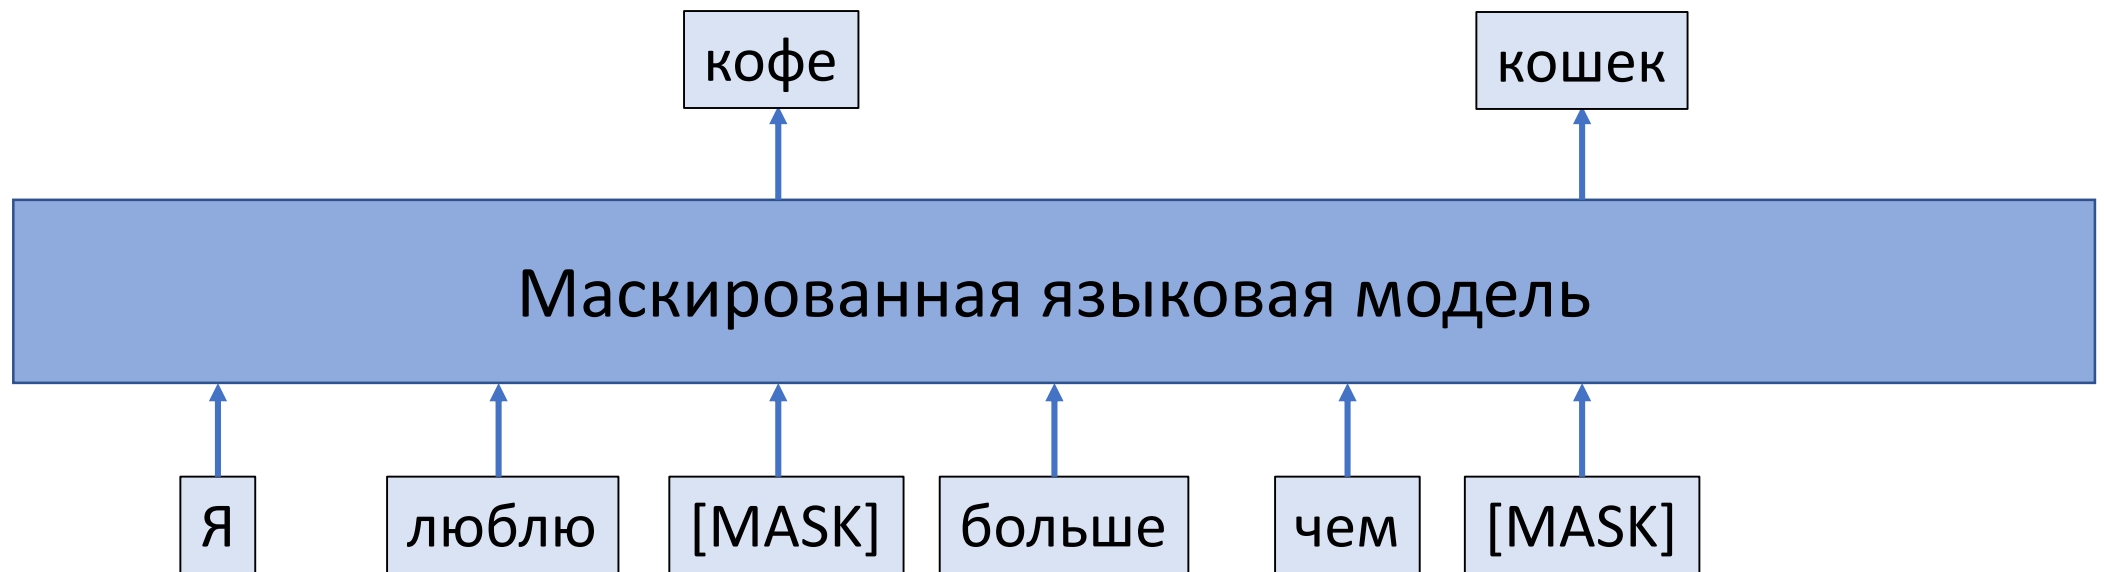 кофе кошек
Маскированная языковая модель
Я люблю [MASK] больше чем [MASK]